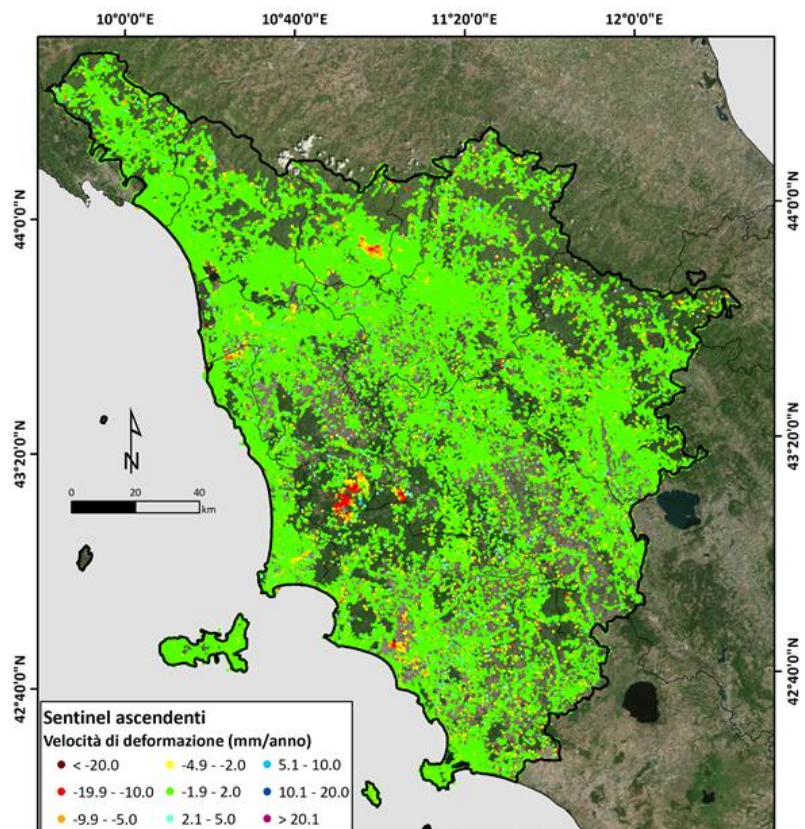 10°0'0"E 10°40'0"E 11°20'0"E 12°0'0"E
44°0'0"N 44°0'0"N
43°20'0"N 43°20'0"N
N
0 20 40
km
42°40'0"N 42°40'0"N
Sentinel ascendenti
Velocità di deformazione (mm/anno)
< -20.0 -4.9 - -2.0 5.1 - 10.0
-19.9 - -10.0 -1.9 - 2.0 10.1 - 20.0
-9.9 - -5.0 2.1 - 5.0 > 20.1